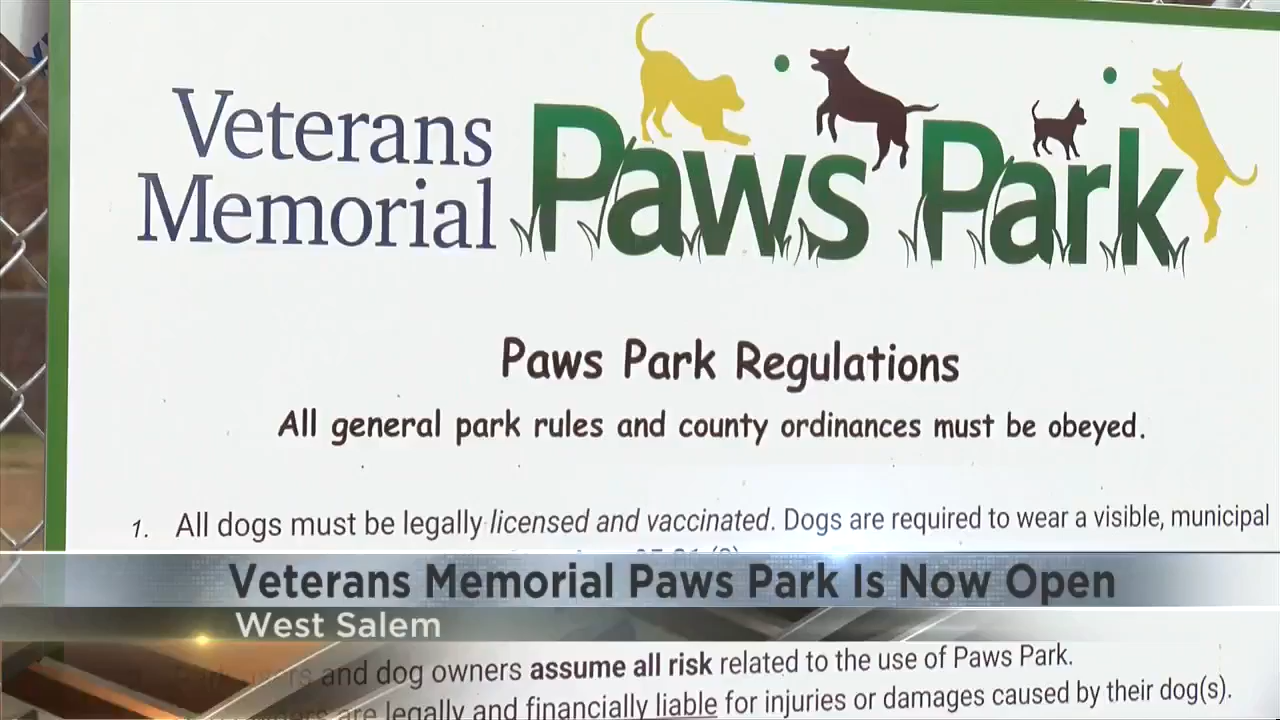 Veterans
Memorial
Paws Park
Paws Park Regulations
All general park rules and county ordinances must be obeyed.
1. All dogs must be legally licensed and vaccinated. Dogs are required to wear a visible, municipal
Veterans Memorial Paws Park Is Now Open
West Salem
and dog owners assume all risk related to the use of Paws Park.
are legally and financially liable for injuries or damages caused by their dog(s).